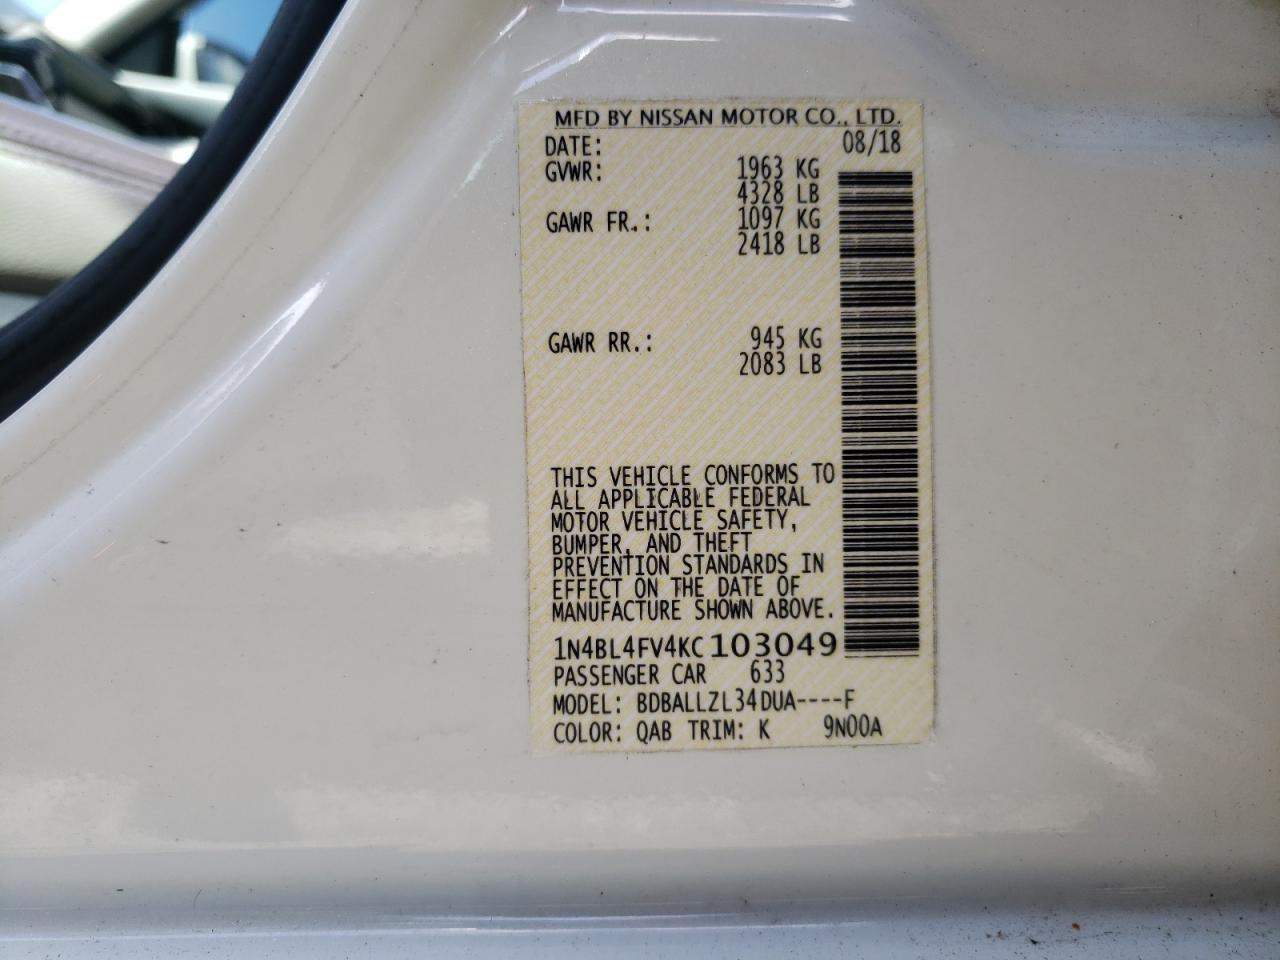 MFD BY NISSAN MOTOR CO., LTD.
DATE: 08/18
GVWR: 1963 KG
4328 LB
GAWR FR.: 1097 KG
2418 LB
GAWR RR.: 945 KG
2083 LB
THIS VEHICLE CONFORMS TO
ALL APPLICABLE FEDERAL
MOTOR VEHICLE SAFETY,
BUMPER, AND THEFT
PREVENTION STANDARDS IN
EFFECT ON THE DATE OF
MANUFACTURE SHOWN ABOVE.
1N4BL4FV4KC103049
PASSENGER CAR 633
MODEL: BDBALLZL34DUA----F
COLOR: QAB TRIM: K 9N00A